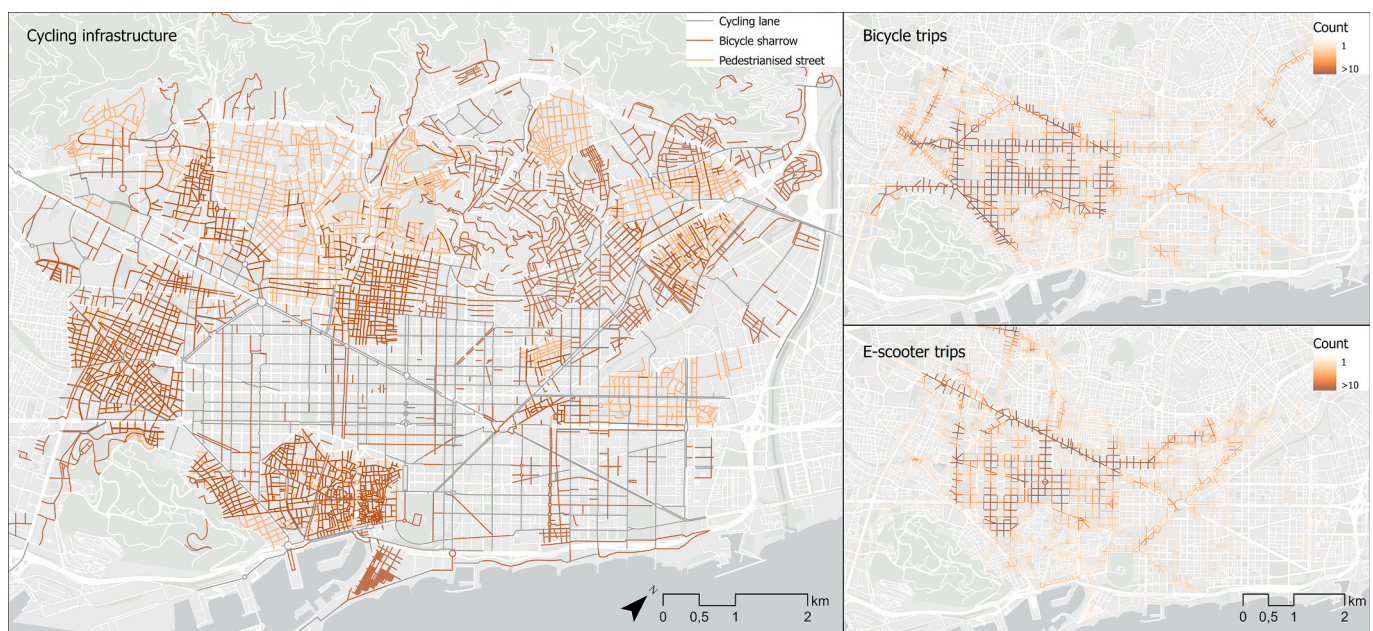 Cycling infrastructure
Cycling lane
Bicycle sharrow
Pedestrianised street
N
km
0 0,5 1 2
Bicycle trips
Count
1
>10
E-scooter trips
Count
1
>10
km
0 0,5 1 2